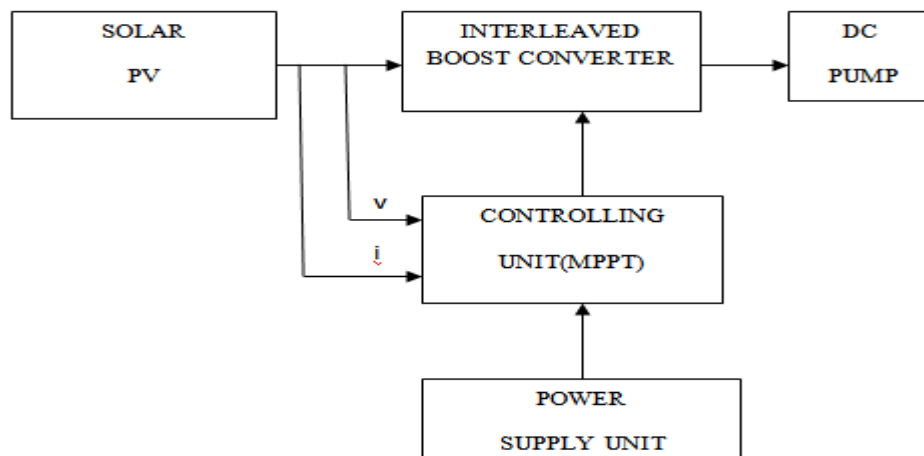 SOLAR
PV
INTERLEAVED
BOOST CONVERTER
DC
PUMP
v
i
CONTROLLING
UNIT(MPPT)
POWER
SUPPLY UNIT